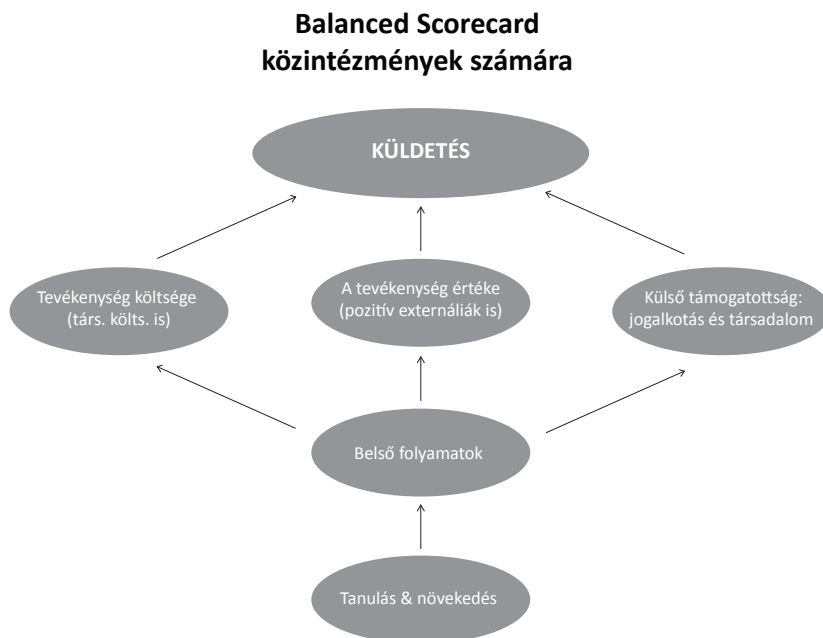 Balanced Scorecard
közintézmények számára
KÜLDETÉS
Tevékenység költsége
(társ. költs. is)
A tevékenység értéke
(pozitív externáliák is)
Külső támogatottság:
jogalkotás és társadalom
Belső folyamatok
Tanulás & növekedés